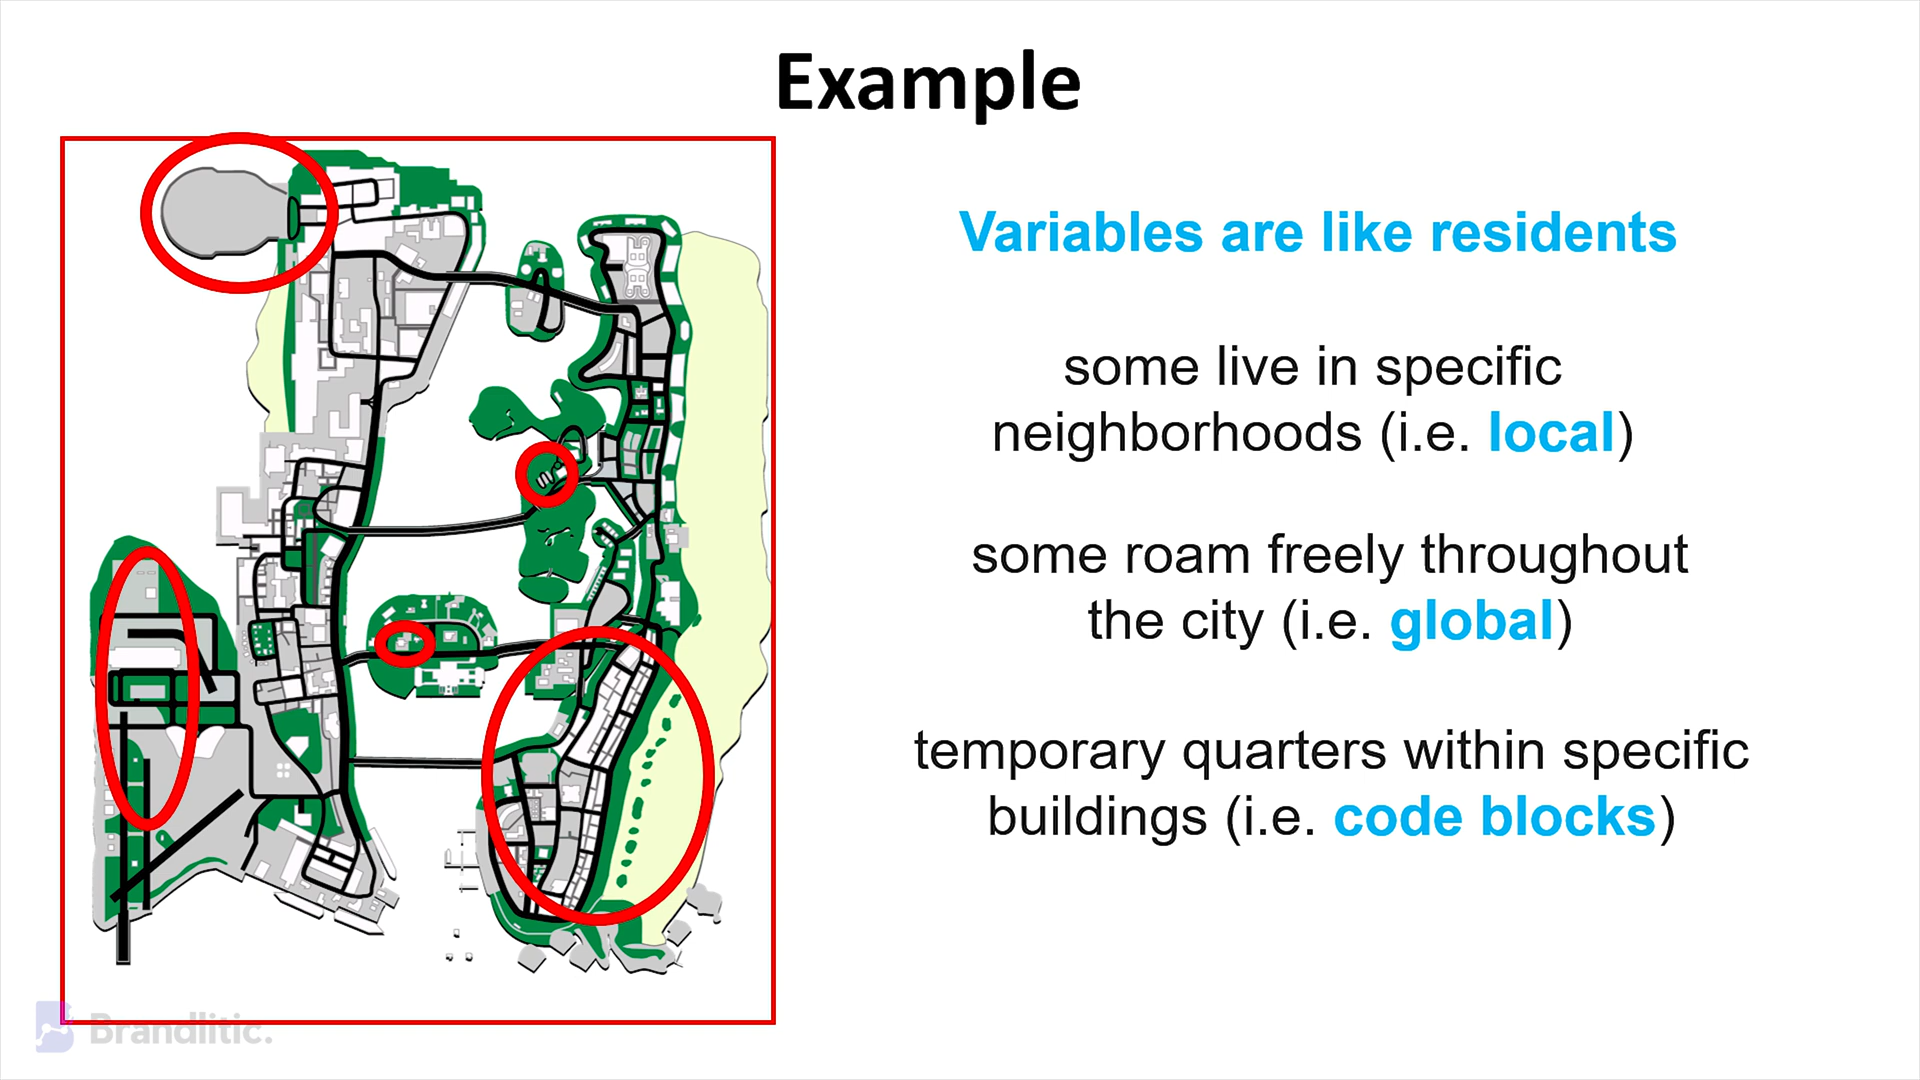 Example
Variables are like residents
some live in specific
neighborhoods (i.e. local)
some roam freely throughout
the city (i.e. global)
temporary quarters within specific
buildings (i.e. code blocks)
Brandlitic.